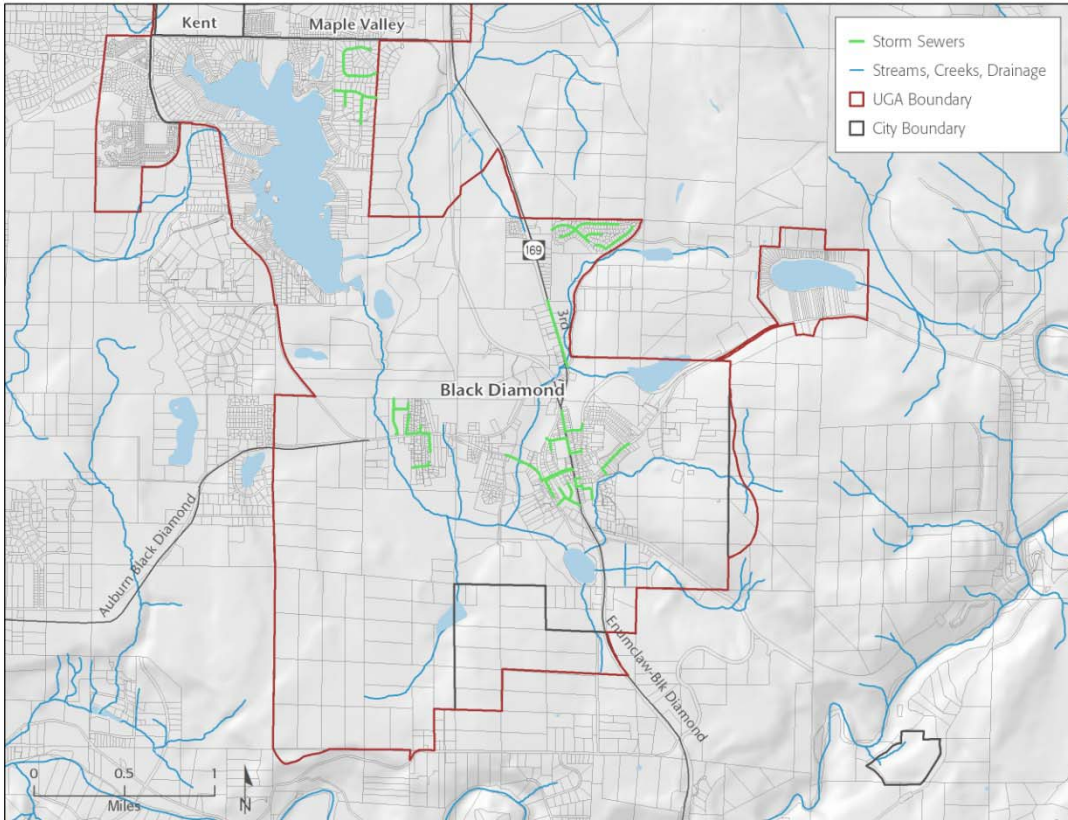 Kent
Maple Valley
Storm Sewers
Streams, Creeks, Drainage
UGA Boundary
City Boundary
169
3rd
Black Diamond
Auburn Black Diamond
Enumclaw-Blk Diamond
0 0.5 1
Miles
N